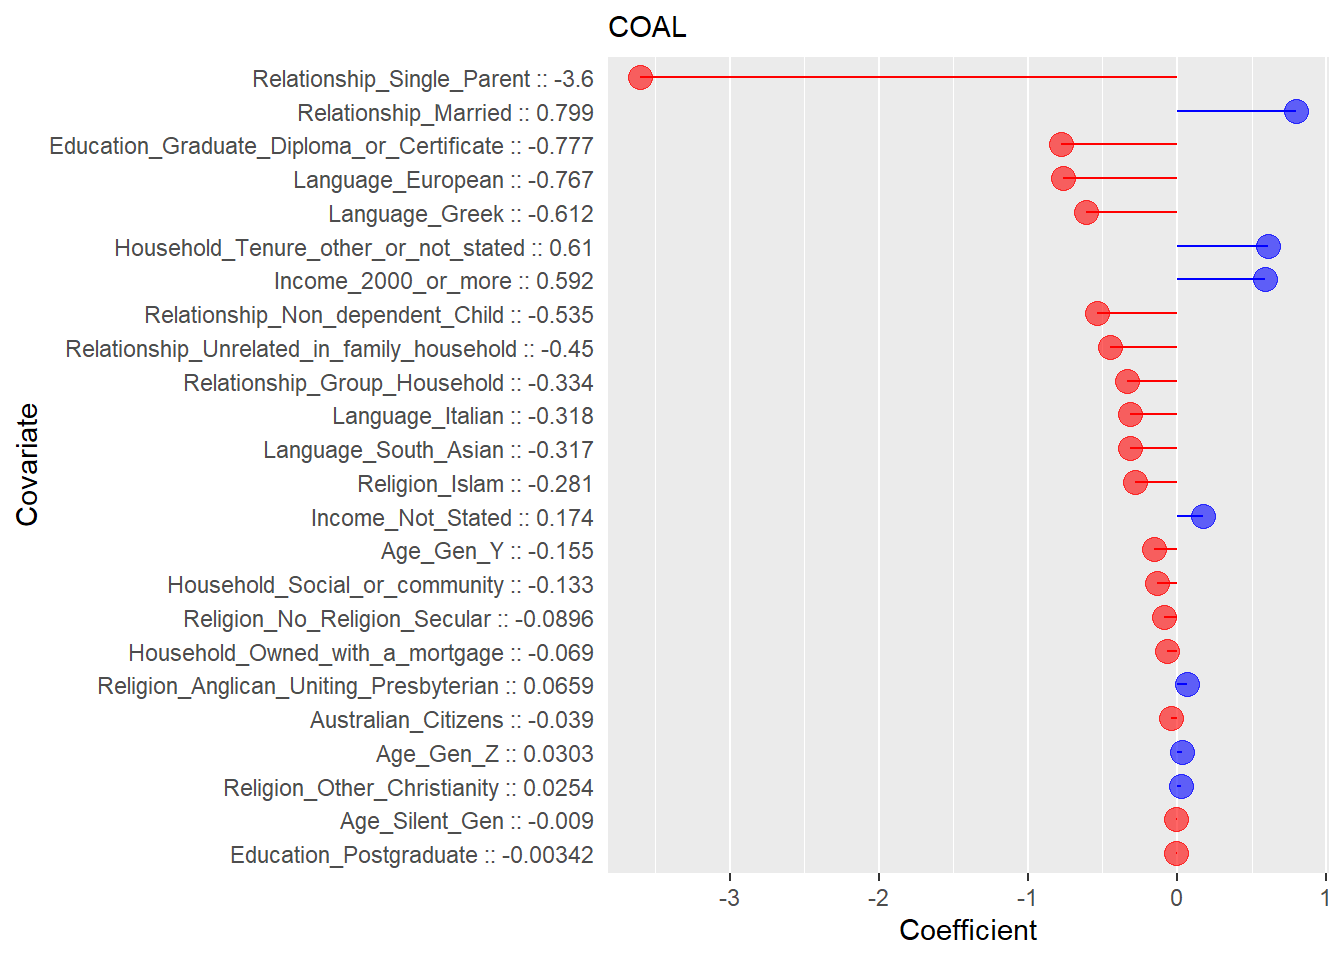 COAL
Relationship_Single_Parent :: -3.6
Relationship_Married :: 0.799
Education_Graduate_Diploma_or_Certificate :: -0.777
Language_European :: -0.767
Language_Greek :: -0.612
Household_Tenure_other_or_not_stated :: 0.61
Income_2000_or_more :: 0.592
Relationship_Non_dependent_Child :: -0.535
Relationship_Unrelated_in_family_household :: -0.45
Relationship_Group_Household :: -0.334
Language_Italian :: -0.318
Language_South_Asian :: -0.317
Religion_Islam :: -0.281
Income_Not_Stated :: 0.174
Age_Gen_Y :: -0.155
Household_Social_or_community :: -0.133
Religion_No_Religion_Secular :: -0.0896
Household_Owned_with_a_mortgage :: -0.069
Religion_Anglican_Uniting_Presbyterian :: 0.0659
Australian_Citizens :: -0.039
Age_Gen_Z :: 0.0303
Religion_Other_Christianity :: 0.0254
Age_Silent_Gen :: -0.009
Education_Postgraduate :: -0.00342
Covariate
-3 -2 -1 0 1
Coefficient